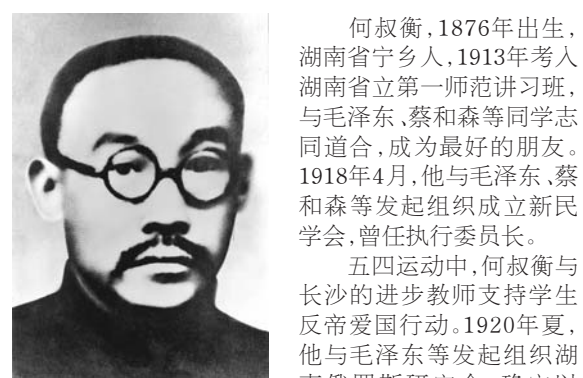 何叔衡,1876年出生,
湖南省宁乡人,1913年考入
湖南省立第一师范讲习班,
与毛泽东、蔡和森等同学志
同道合,成为最好的朋友。
1918年4月,他与毛泽东、蔡
和森等发起组织成立新民
学会,曾任执行委员长。
五四运动中,何叔衡与
长沙的进步教师支持学生
反帝爱国行动。1920年夏,
他与毛泽东等发起组织湖